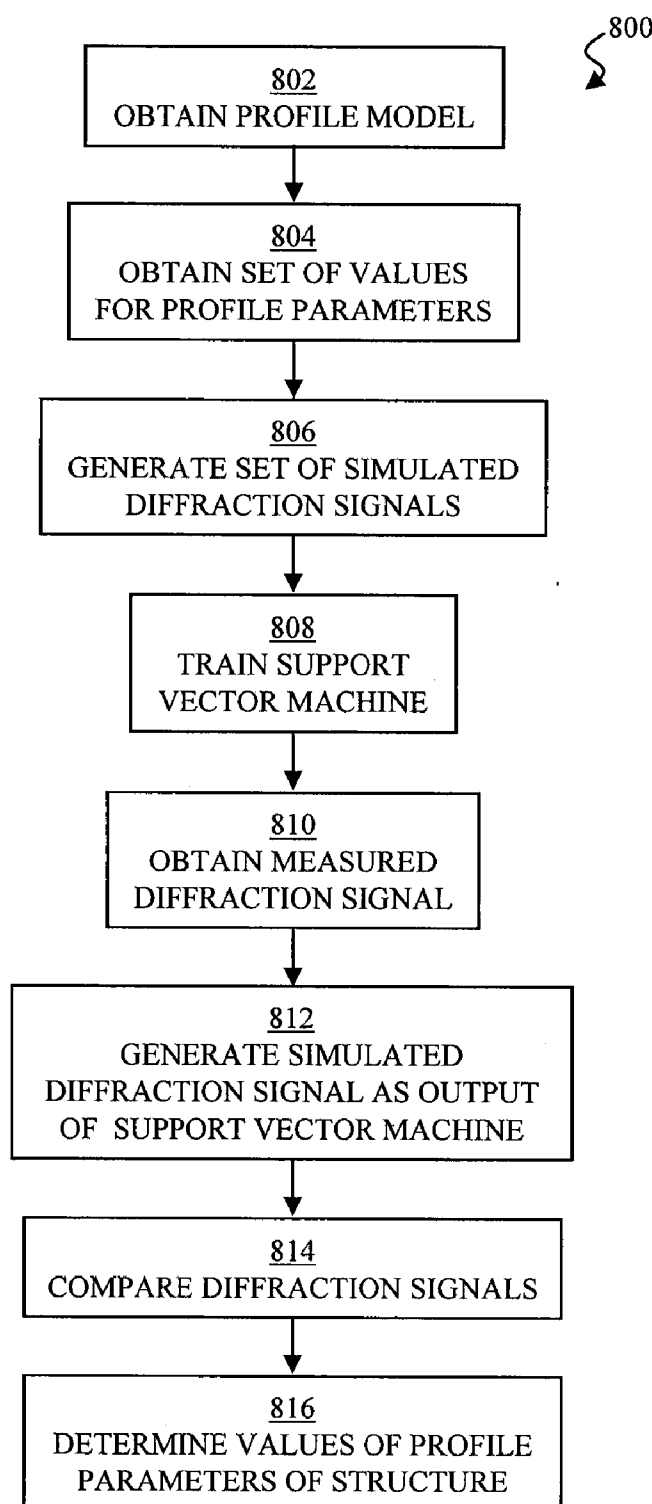 800
802
OBTAIN PROFILE MODEL
804
OBTAIN SET OF VALUES
FOR PROFILE PARAMETERS
806
GENERATE SET OF SIMULATED
DIFFRACTION SIGNALS
808
TRAIN SUPPORT
VECTOR MACHINE
810
OBTAIN MEASURED
DIFFRACTION SIGNAL
812
GENERATE SIMULATED
DIFFRACTION SIGNAL AS OUTPUT
OF SUPPORT VECTOR MACHINE
814
COMPARE DIFFRACTION SIGNALS
816
DETERMINE VALUES OF PROFILE
PARAMETERS OF STRUCTURE